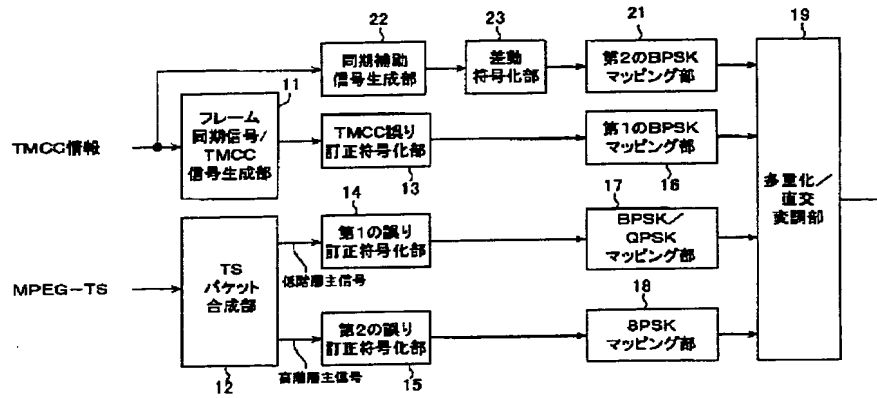 22
23
21
19
同期補助
信号生成部
差動
符号化部
第2のBPSK
マッピング部
11
フレーム
同期信号/
TMCC
信号生成部
TMCC情報
TMCC誤り
訂正符号化部
13
第1のBPSK
マッピング部
16
多重化/
直交
変調部
14
第1の誤り
訂正符号化部
17
BPSK/
QPSK
マッピング部
低階層主信号
MPEG-TS
TS
パケット
合成部
12
第2の誤り
訂正符号化部
15
高階層主信号
18
8PSK
マッピング部